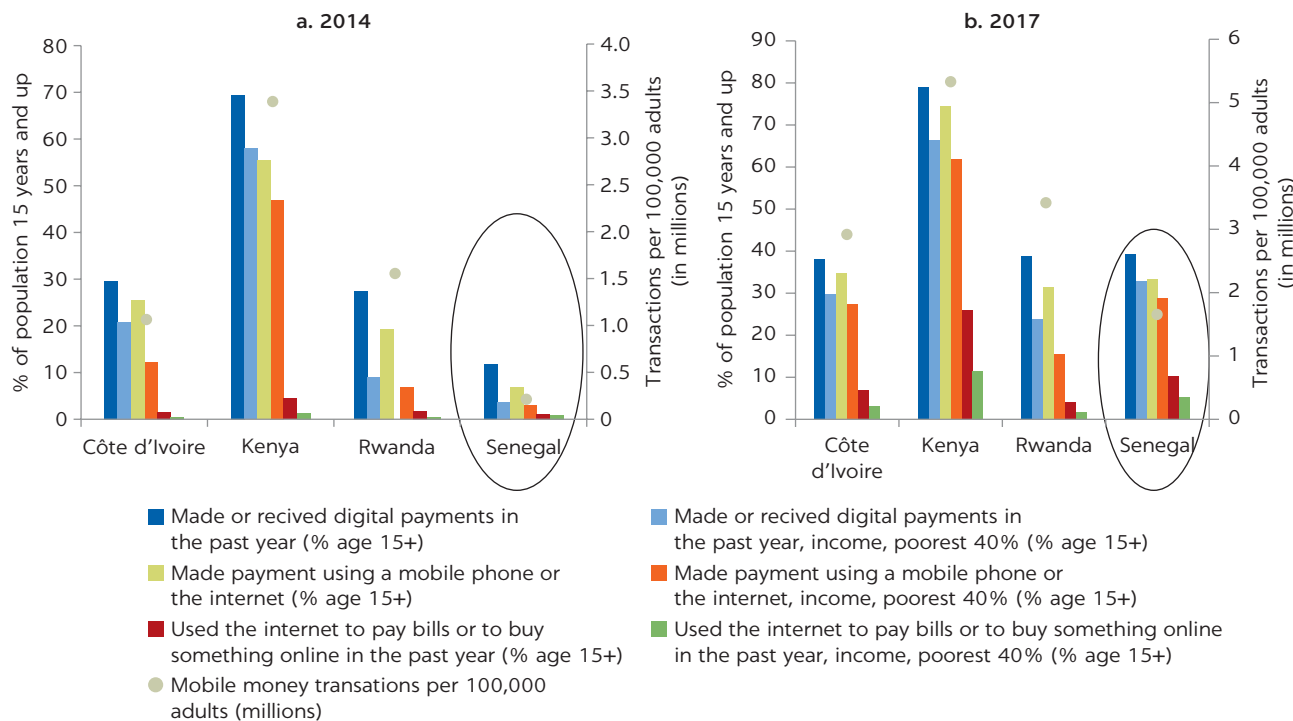 a. 2014
% of population 15 years and up
80
70
60
50
40
30
20
10
0
4.0
3.5
3.0
2.5
2.0
1.5
1.0
0.5
0
Transactions per 100,000 adults
(in millions)
Côte d'Ivoire
Kenya
Rwanda
Senegal
b. 2017
% of population 15 years and up
90
80
70
60
50
40
30
20
10
0
6
5
4
3
2
1
0
Transactions per 100,000 adults
(in millions)
Côte
d'Ivoire
Kenya
Rwanda
Senegal
Made or recived digital payments in
the past year (% age 15+)
Made or recived digital payments in
the past year, income, poorest 40% (% age 15+)
Made payment using a mobile phone or
the internet (% age 15+)
Made payment using a mobile phone or
the internet, income, poorest 40% (% age 15+)
Used the internet to pay bills or to buy
something online in the past year (% age 15+)
Used the internet to pay bills or to buy something online
in the past year, income, poorest 40% (% age 15+)
Mobile money transations per 100,000
adults (millions)